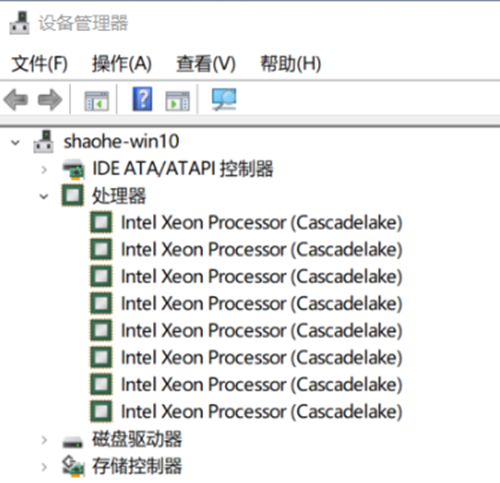 设备管理器
文件(F) 操作(A) 查看(V) 帮助(H)
shaohe-win10
IDE ATA/ATAPI 控制器
处理器
Intel Xeon Processor (Cascadelake)
Intel Xeon Processor (Cascadelake)
Intel Xeon Processor (Cascadelake)
Intel Xeon Processor (Cascadelake)
Intel Xeon Processor (Cascadelake)
Intel Xeon Processor (Cascadelake)
Intel Xeon Processor (Cascadelake)
Intel Xeon Processor (Cascadelake)
磁盘驱动器
存储控制器